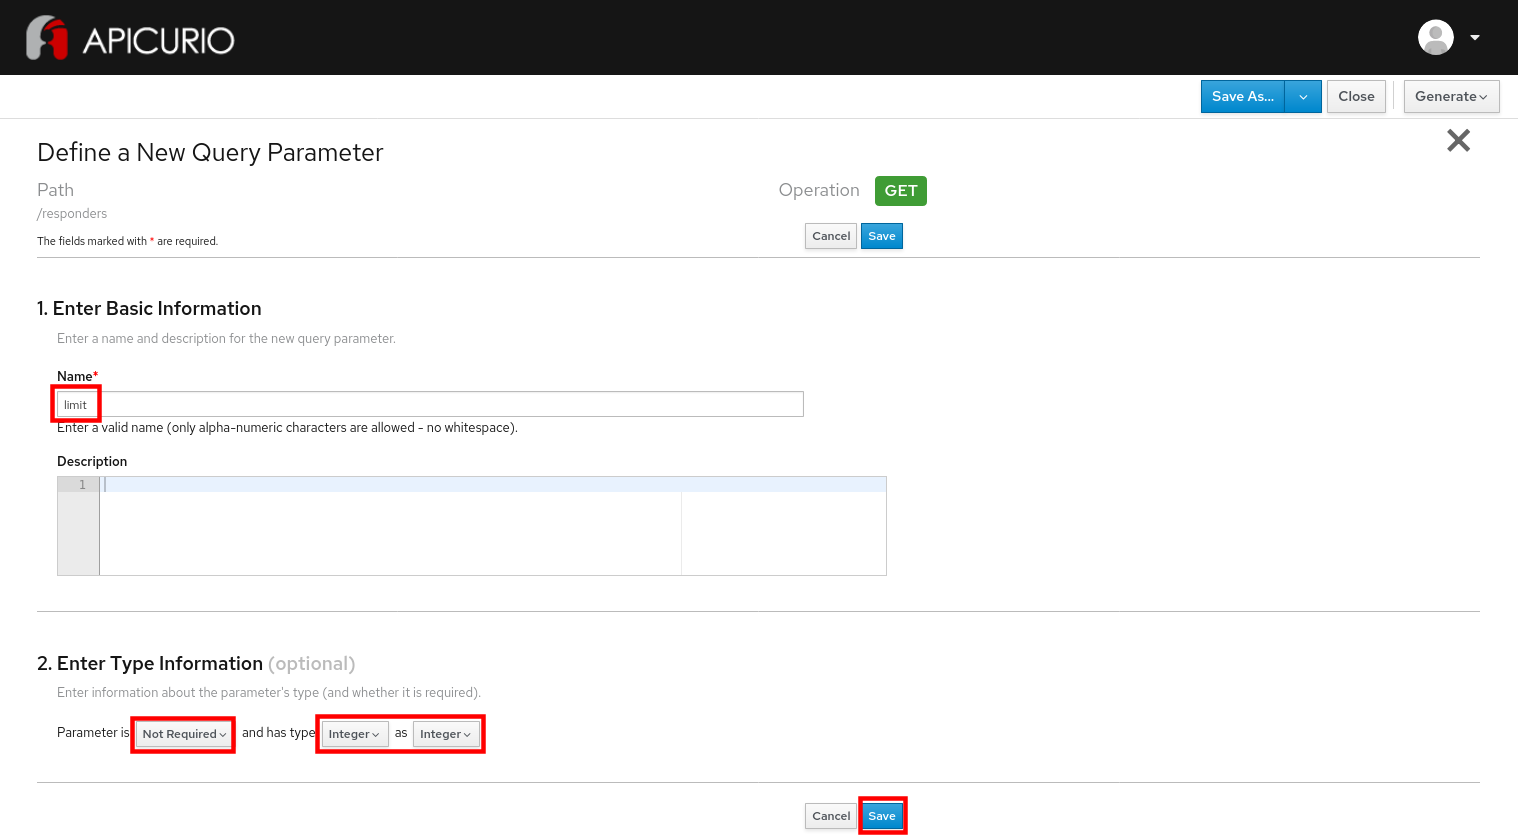 APICURIO
Save As... Close Generate
Define a New Query Parameter
Path Operation GET
/responders
The fields marked with * are required. Cancel Save
1. Enter Basic Information
Enter a name and description for the new query parameter.
Name*
limit
Enter a valid name (only alpha-numeric characters are allowed - no whitespace).
Description
1
2. Enter Type Information (optional)
Enter information about the parameter's type (and whether it is required).
Parameter is Not Required and has type Integer as Integer
Cancel Save